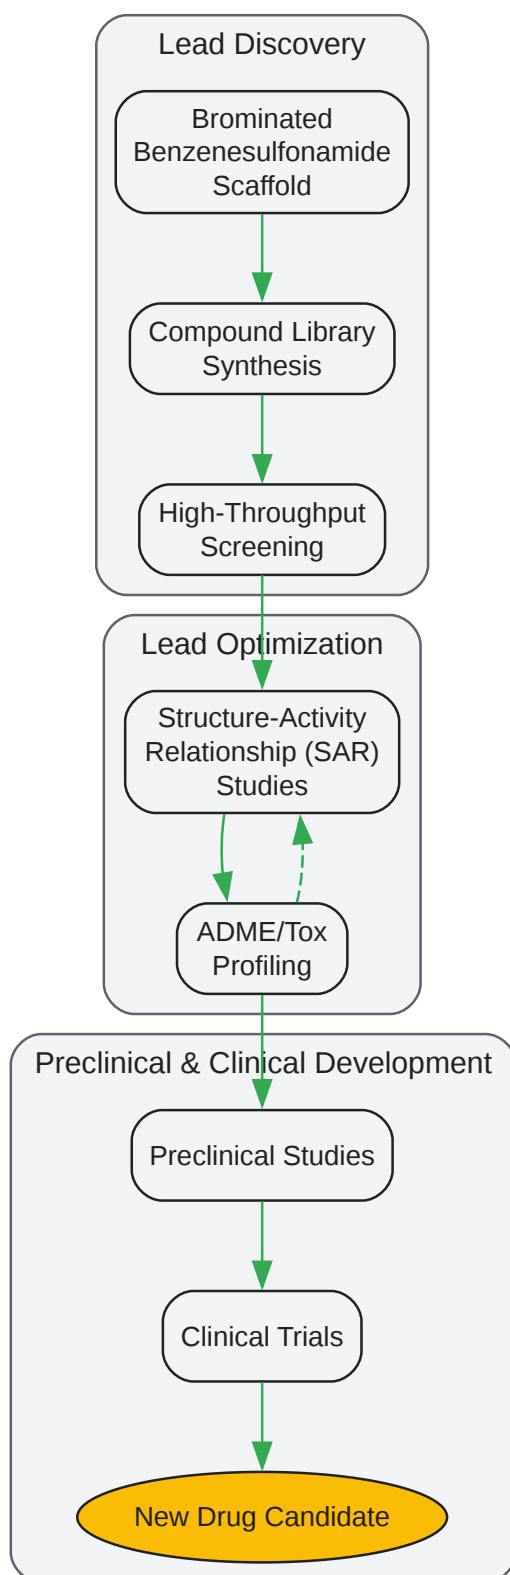 Lead Discovery
Brominated
Benzenesulfonamide
Scaffold
Compound Library
Synthesis
High-Throughput
Screening
Lead Optimization
Structure-Activity
Relationship (SAR)
Studies
ADME/Tox
Profiling
Preclinical & Clinical Development
Preclinical Studies
Clinical Trials
New Drug Candidate